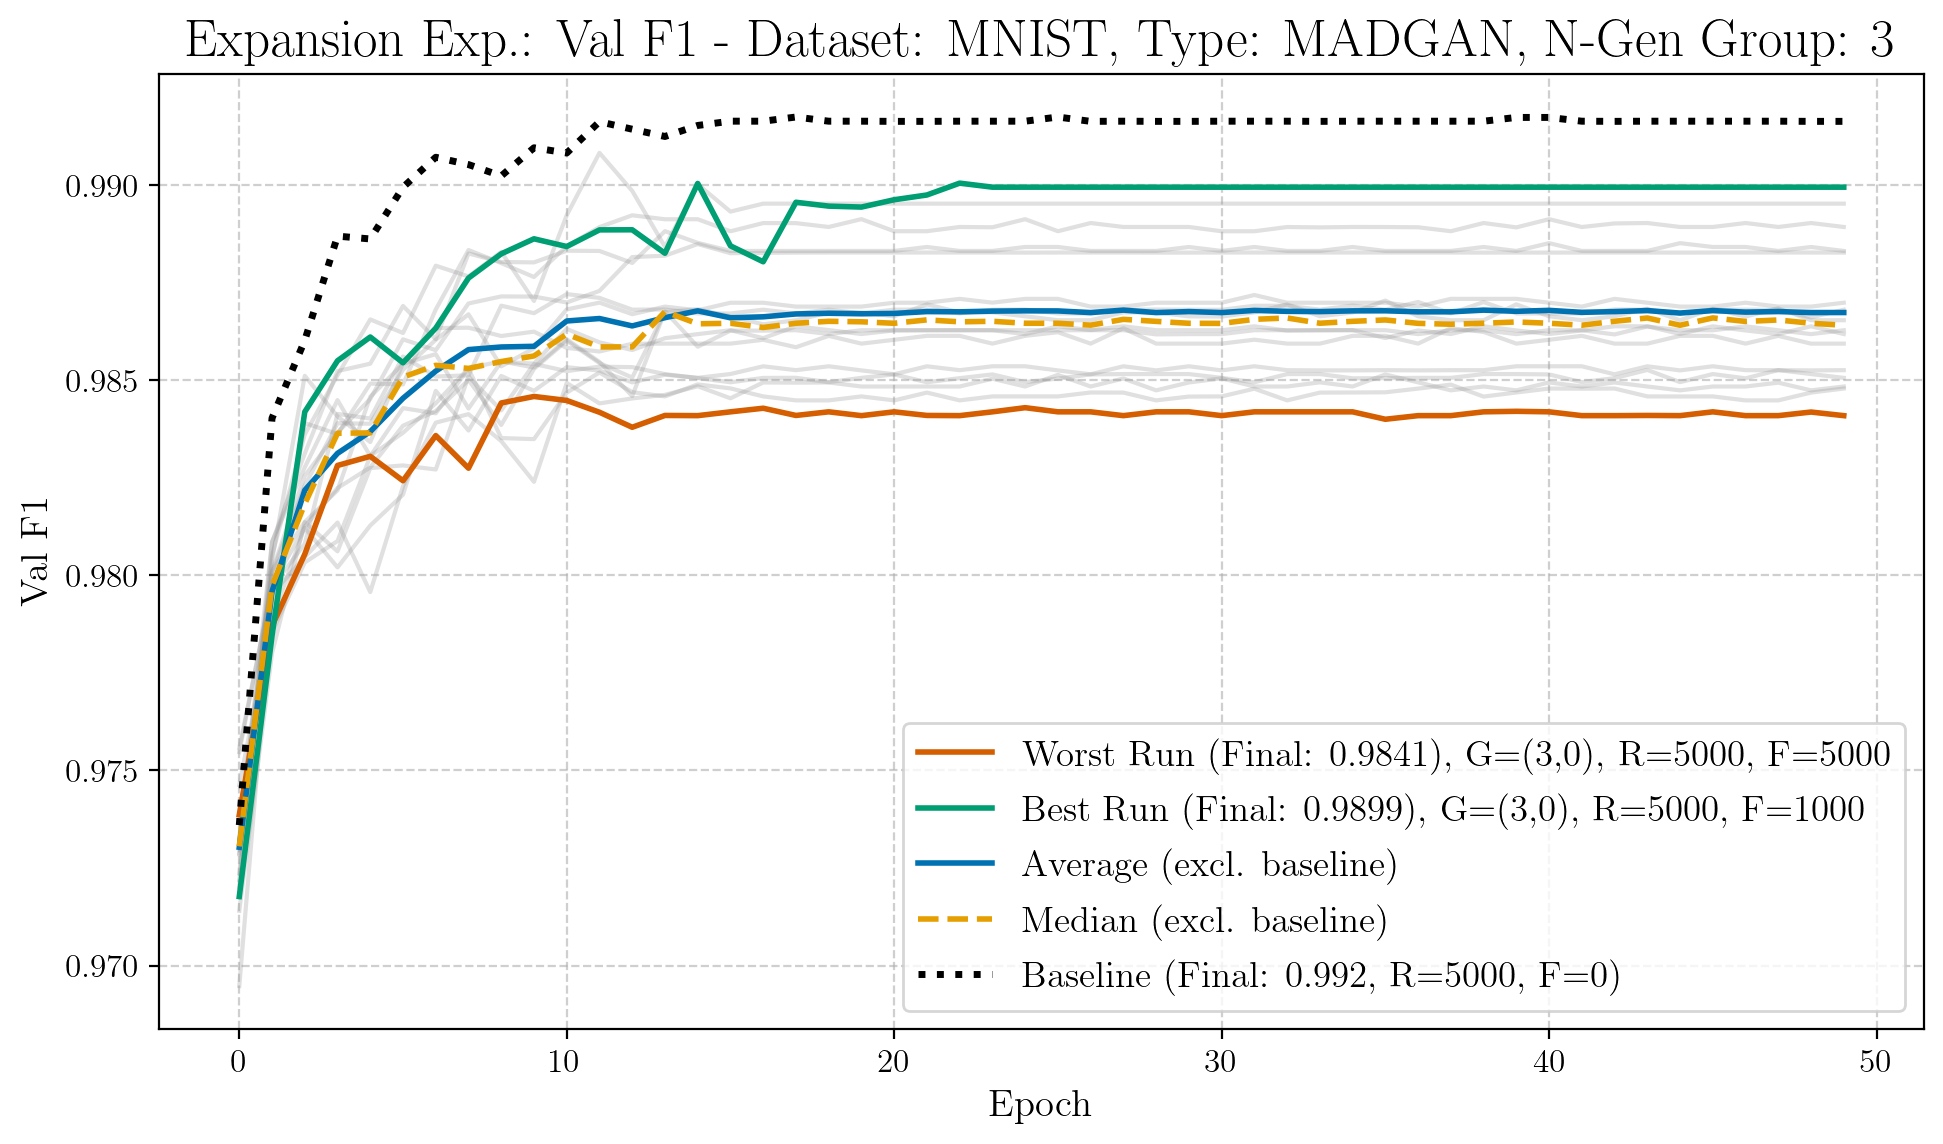 Expansion Exp.: Val F1 - Dataset: MNIST, Type: MADGAN, N-Gen Group: 3
Val F1
0.990
0.985
0.980
0.975
0.970
Worst Run (Final: 0.9841), G=(3,0), R=5000, F=5000
Best Run (Final: 0.9899), G=(3,0), R=5000, F=1000
Average (excl. baseline)
Median (excl. baseline)
Baseline (Final: 0.992, R=5000, F=0)
0 10 20 30 40 50
Epoch